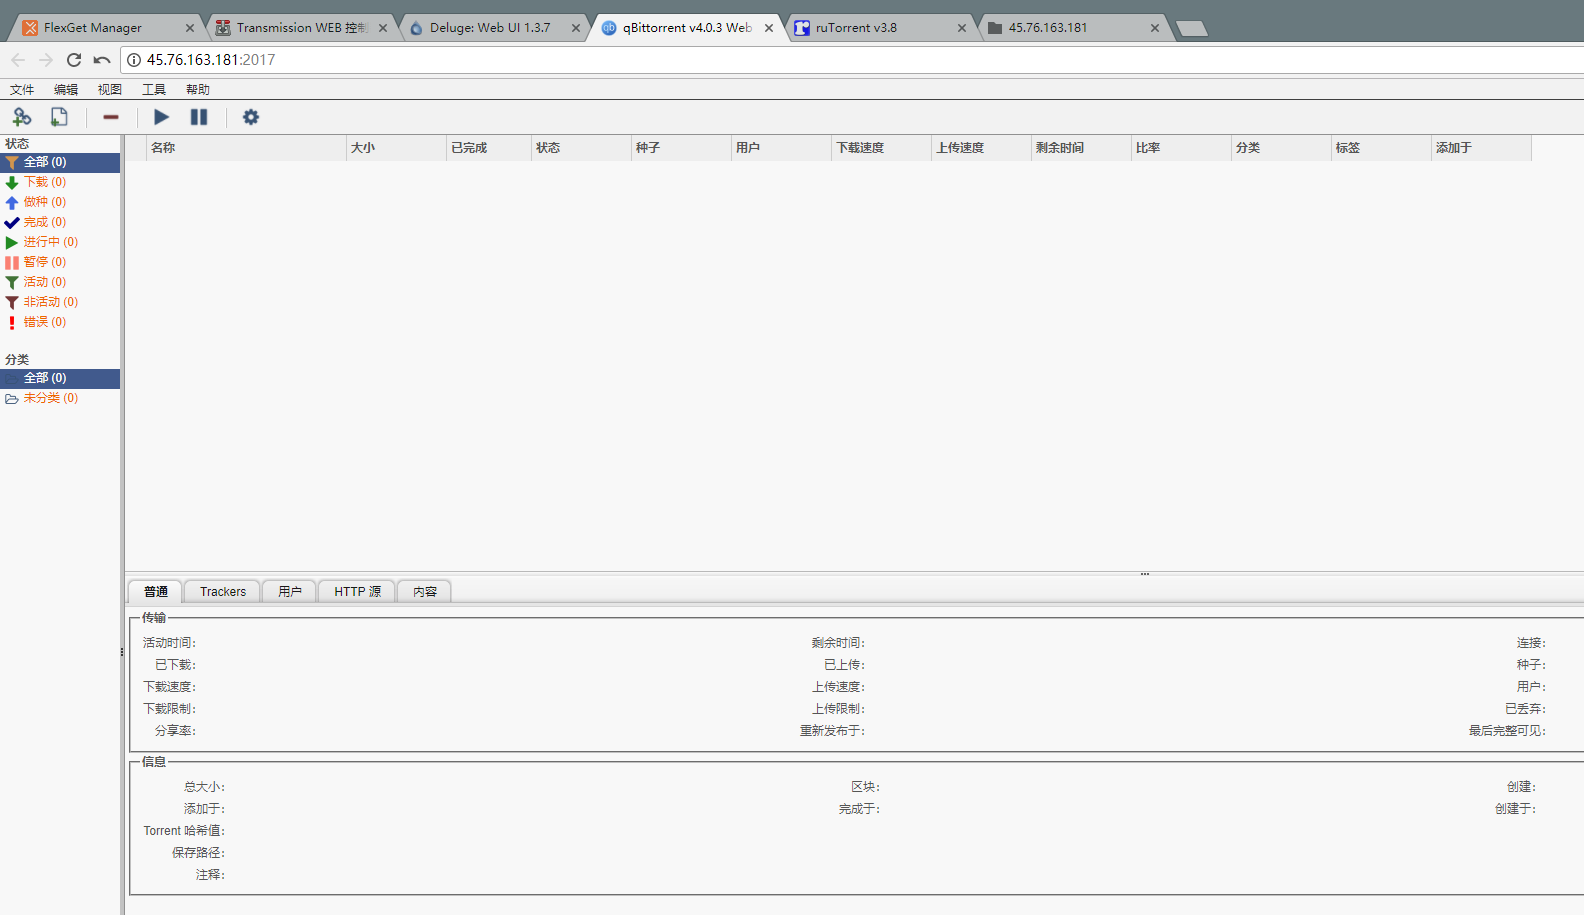 FlexGet Manager
Transmission WEB 控制
Deluge: Web UI 1.3.7
qBittorrent v4.0.3 Web
ruTorrent v3.8
45.76.163.181
45.76.163.181:2017
文件 编辑 视图 工具 帮助
状态
全部 (0)
下载 (0)
做种 (0)
完成 (0)
进行中 (0)
暂停 (0)
活动 (0)
非活动 (0)
错误 (0)
分类
全部 (0)
未分类 (0)
名称 大小 已完成 状态 种子 用户 下载速度 上传速度 剩余时间 比率 分类 标签 添加于
普通 Trackers 用户 HTTP 源 内容
传输
活动时间: 剩余时间: 连接:
已下载: 已上传: 种子:
下载速度: 上传速度: 用户:
下载限制: 上传限制: 已丢弃:
分享率: 重新发布于: 最后完整可见:
信息
总大小: 区块: 创建:
添加于: 完成于: 创建于:
Torrent 哈希值:
保存路径:
注释: